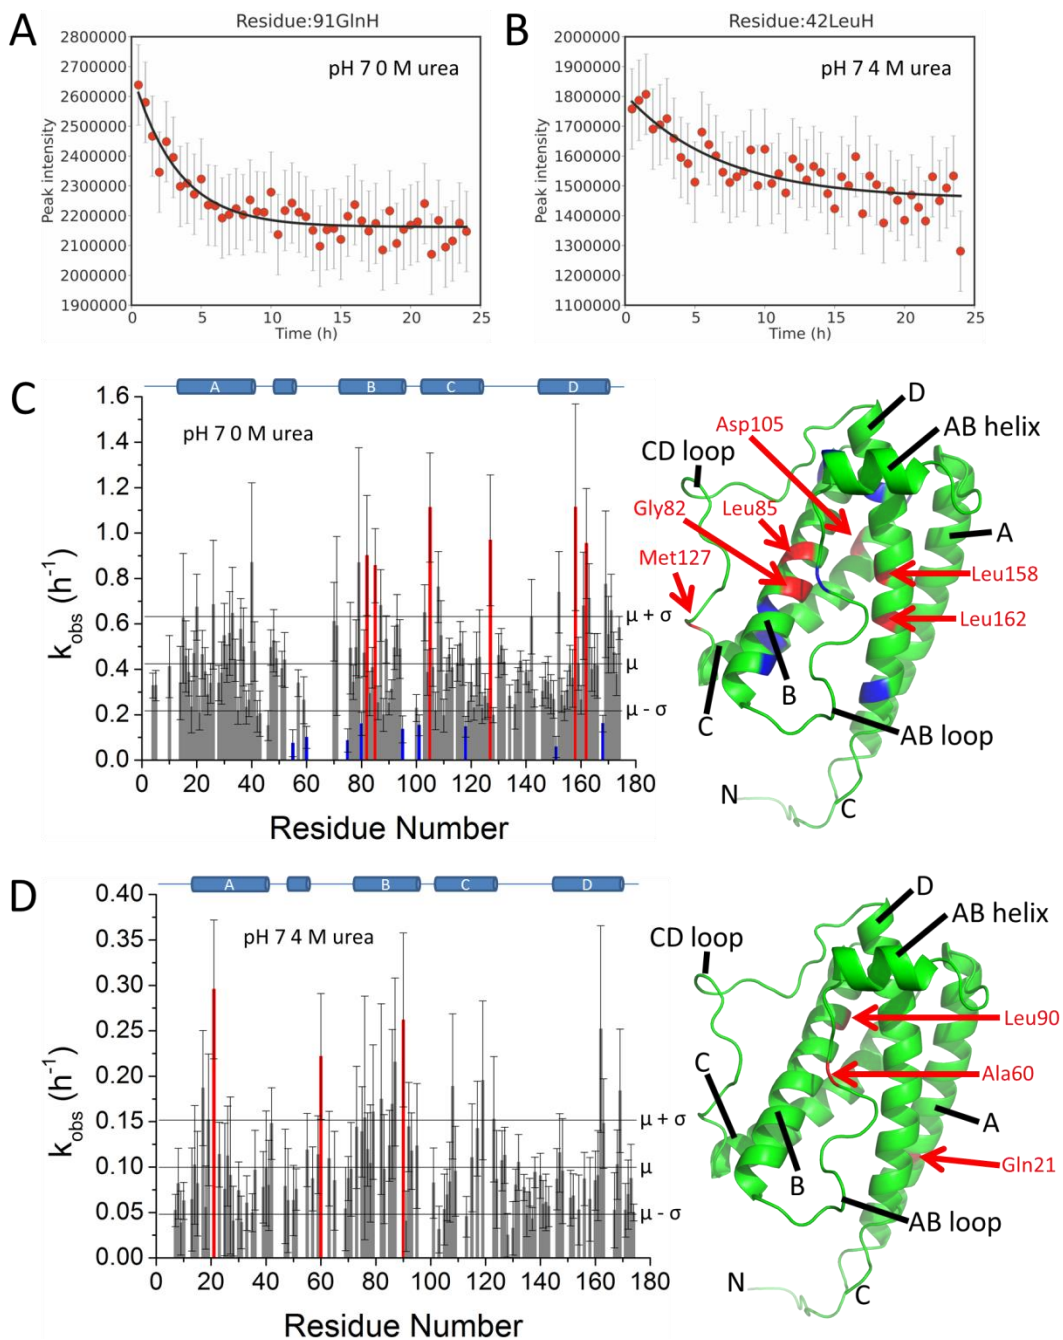 A
Residue:91GlnH
pH 7 0 M urea
Peak intensity
2800000
2700000
2600000
2500000
2400000
2300000
2200000
2100000
2000000
1900000
0 5 10 15 20 25
Time (h)
B
Residue:42LeuH
pH 7 4 M urea
Peak intensity
2000000
1900000
1800000
1700000
1600000
1500000
1400000
1300000
1200000
1100000
0 5 10 15 20 25
Time (h)
C
A B C D
pH 7 0 M urea
kobs (h⁻¹)
1.6
1.4
1.2
1.0
0.8
0.6
0.4
0.2
0.0
μ + σ
μ
μ - σ
0 20 40 60 80 100 120 140 160 180
Residue Number
D
Asp105
AB helix
CD loop
Gly82
Leu85
A
Met127
Leu158
Leu162
C
B
AB loop
N
C
D
A B C D
pH 7 4 M urea
kobs (h⁻¹)
0.40
0.35
0.30
0.25
0.20
0.15
0.10
0.05
0.00
μ + σ
μ
μ - σ
0 20 40 60 80 100 120 140 160 180
Residue Number
D
AB helix
CD loop
Leu90
C
Ala60
A
B
Gln21
AB loop
N
C